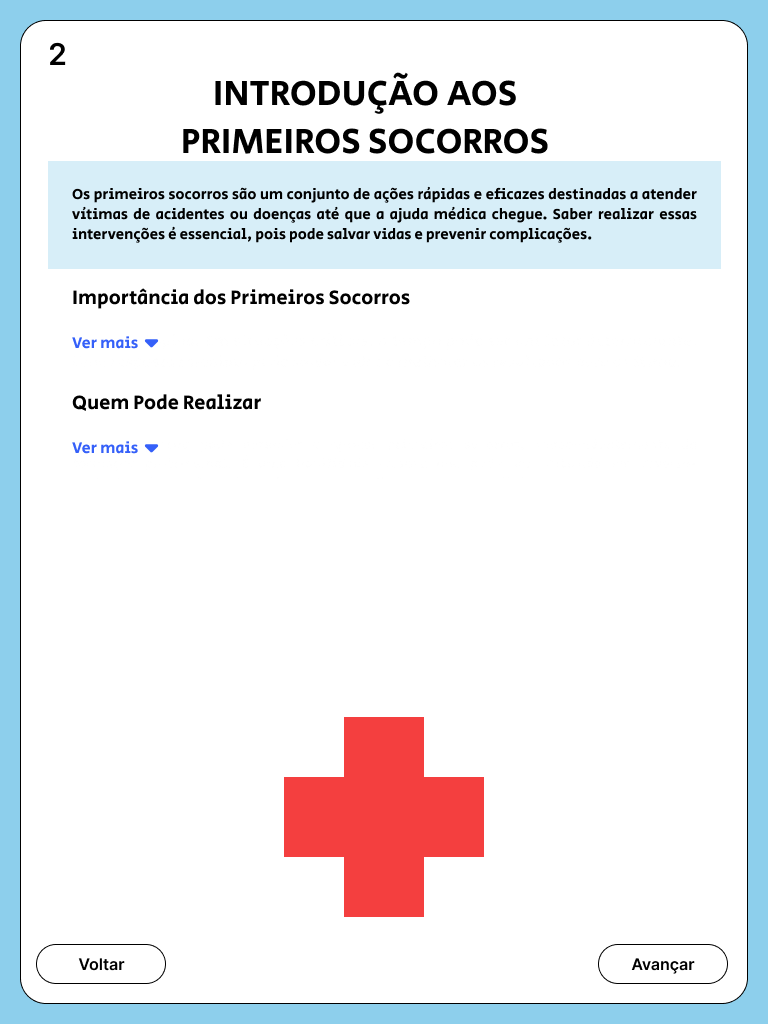 2
INTRODUÇÃO AOS
PRIMEIROS SOCORROS
Os primeiros socorros são um conjunto de ações rápidas e eficazes destinadas a atender
vítimas de acidentes ou doenças até que a ajuda médica chegue. Saber realizar essas
intervenções é essencial, pois pode salvar vidas e prevenir complicações.
Importância dos Primeiros Socorros
Ver mais
Quem Pode Realizar
Ver mais
Voltar
Avançar